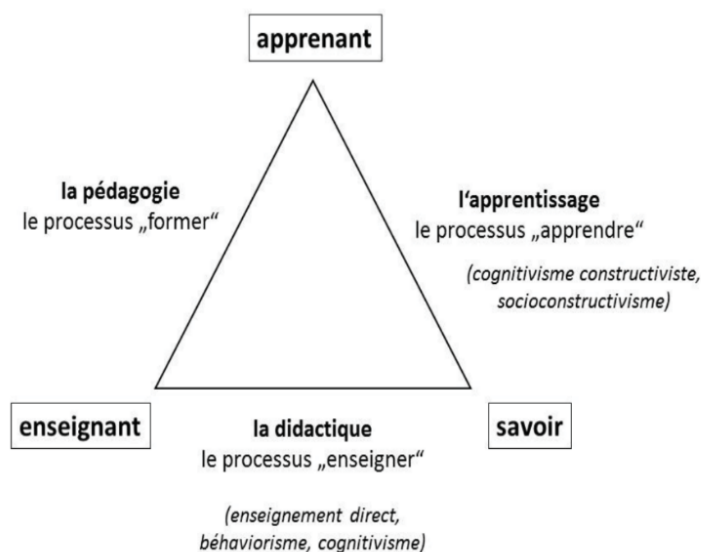 apprenant
la pédagogie
le processus „former“
l‘apprentissage
le processus „apprendre“
(cognitivisme constructiviste,
socioconstructivisme)
enseignant
la didactique
le processus „enseigner“
savoir
(enseignement direct,
béhaviorisme, cognitivisme)